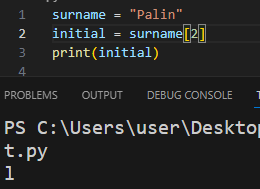 1 surname = "Palin"
2 initial = surname[2]
3 print(initial)
PROBLEMS OUTPUT DEBUG CONSOLE
PS C:\Users\user\Deskto
t.py
l